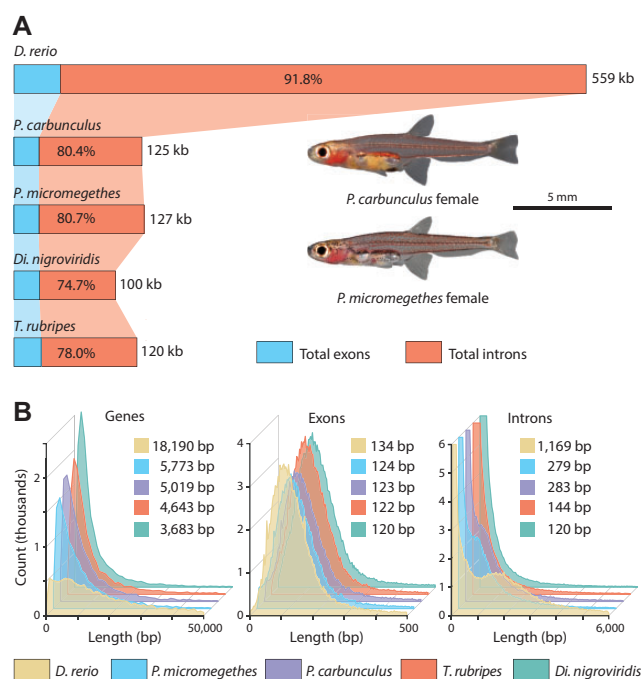 A
D. rerio
91.8%
559 kb
P. carbunculus
80.4%
125 kb
P. carbunculus female
P. micromegethes
80.7%
127 kb
5 mm
Di. nigroviridis
74.7%
100 kb
P. micromegethes female
T. rubripes
78.0%
120 kb
Total exons
Total introns
B
Genes
18,190 bp
5,773 bp
5,019 bp
4,643 bp
3,683 bp
Count (thousands)
2
1
0
0
50,000
Length (bp)
Exons
134 bp
124 bp
123 bp
122 bp
120 bp
4
3
2
1
0
0
500
Length (bp)
Introns
1,169 bp
279 bp
283 bp
144 bp
120 bp
6
5
4
3
2
1
0
0
6,000
Length (bp)
D. rerio
P. micromegethes
P. carbunculus
T. rubripes
Di. nigroviridis